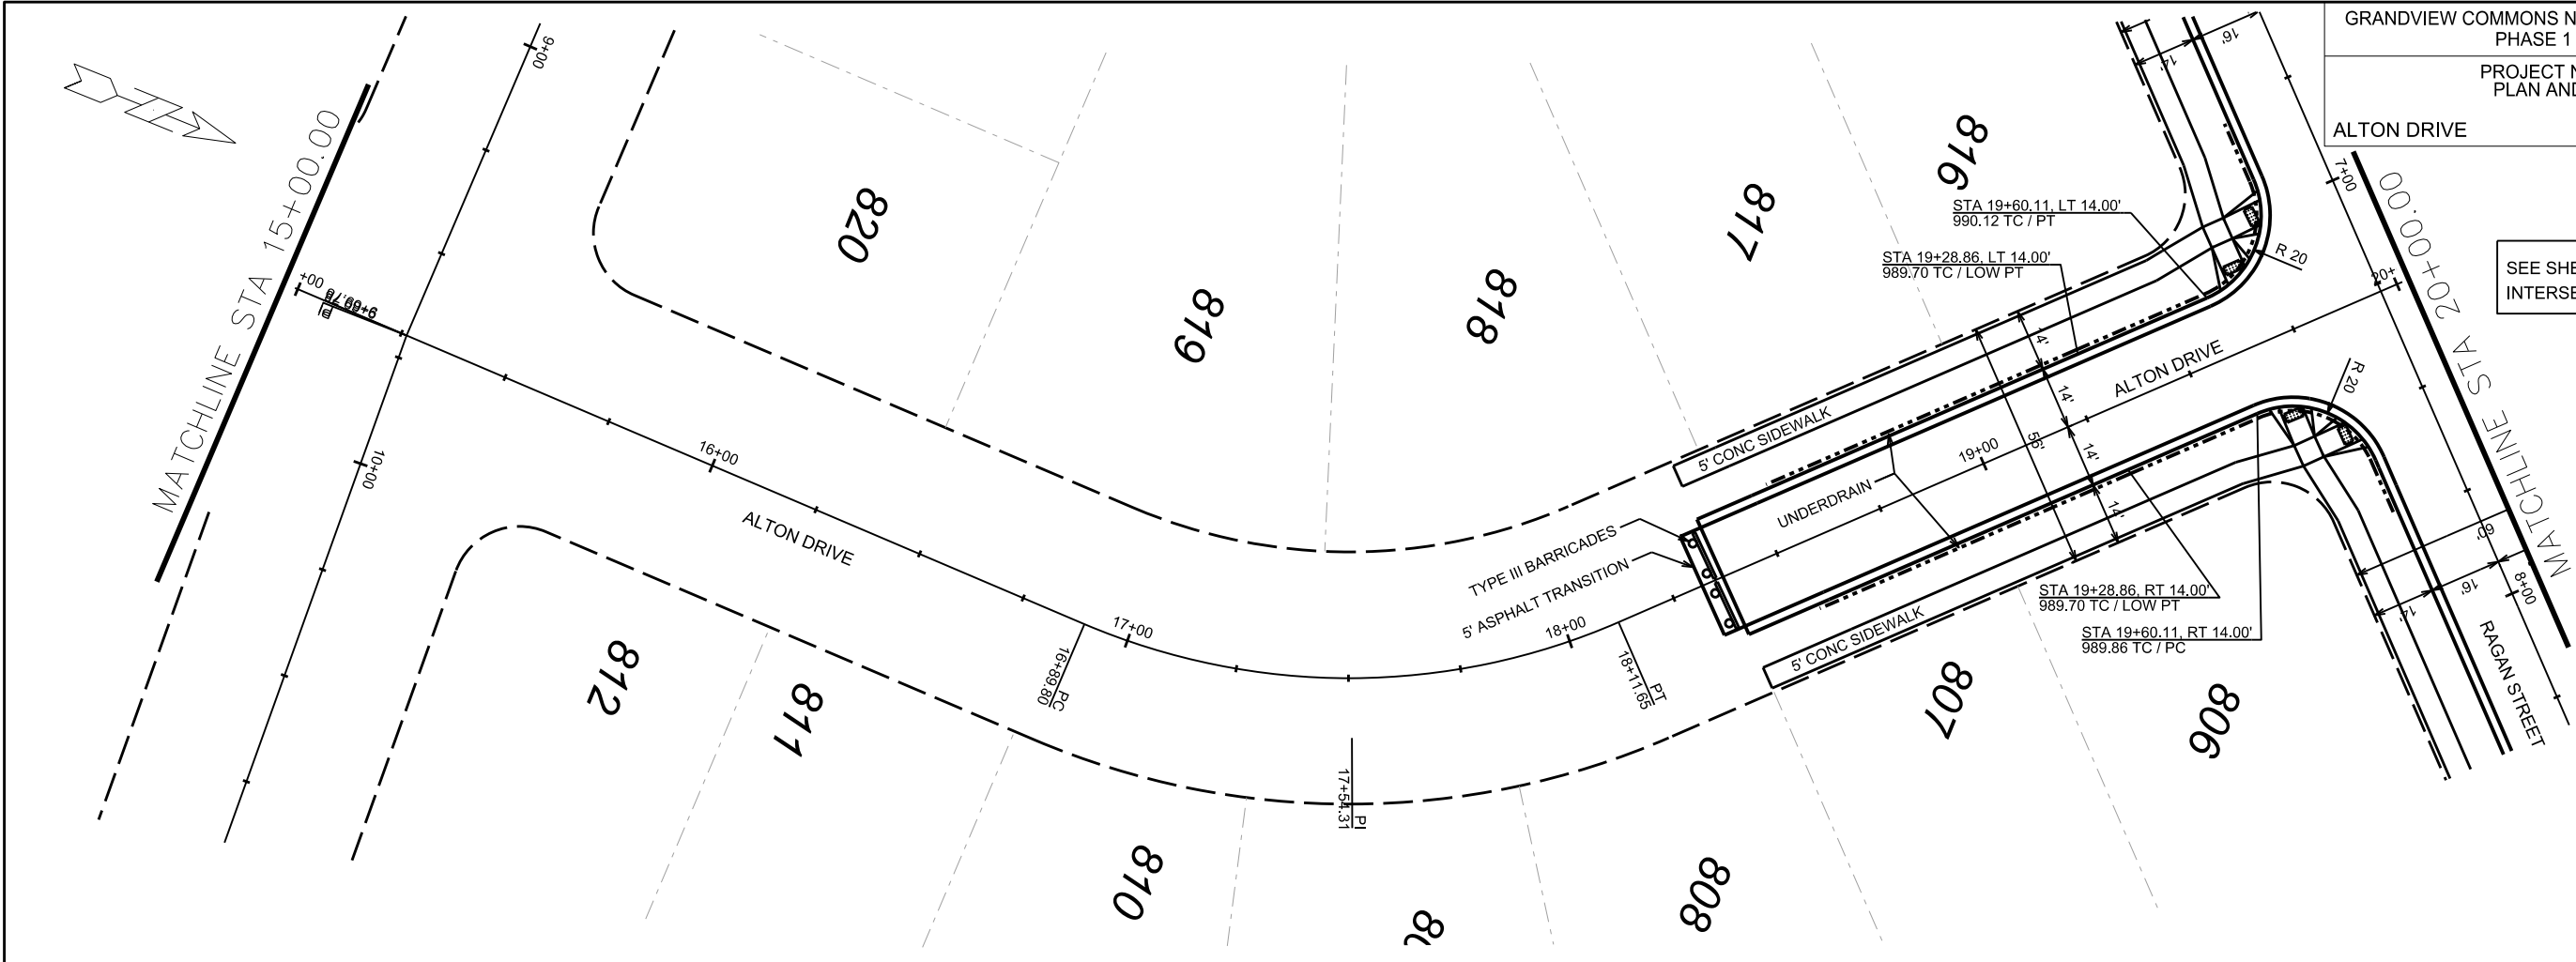 GRANDVIEW COMMONS N
PHASE 1
PROJECT N
PLAN AND
ALTON DRIVE
SEE SHE
INTERSE
MATCHLINE STA 15+00.00
MATCHLINE STA 20+00.00
9+00
10+00
+00
16+00
17+00
18+00
19+00
20+
7+00
8+00
820
819
818
817
816
812
811
810
808
807
806
ALTON DRIVE
ALTON DRIVE
RAGAN STREET
PC
16+89.80
PI
17+54.31
PT
18+11.65
STA 19+60.11, LT 14.00'
990.12 TC / PT
STA 19+28.86, LT 14.00'
989.70 TC / LOW PT
STA 19+28.86, RT 14.00'
989.70 TC / LOW PT
STA 19+60.11, RT 14.00'
989.86 TC / PC
5' CONC SIDEWALK
5' CONC SIDEWALK
UNDERDRAIN
TYPE III BARRICADES
5' ASPHALT TRANSITION
R 20
R 20
14'
14'
14'
56'
16'
14'
60'
16'
14'